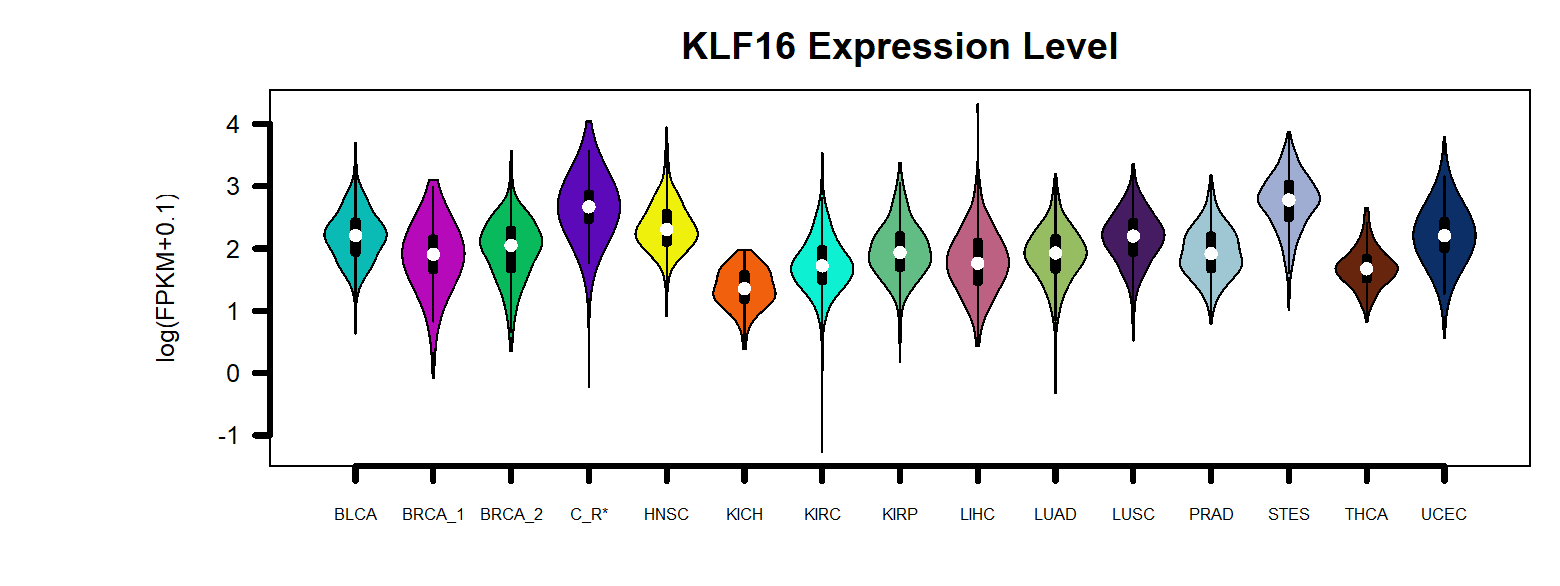 KLF16 Expression Level
log(FPKM+0.1)
4
3
2
1
0
-1
BLCA BRCA_1 BRCA_2 C_R* HNSC KICH KIRC KIRP LIHC LUAD LUSC PRAD STES THCA UCEC